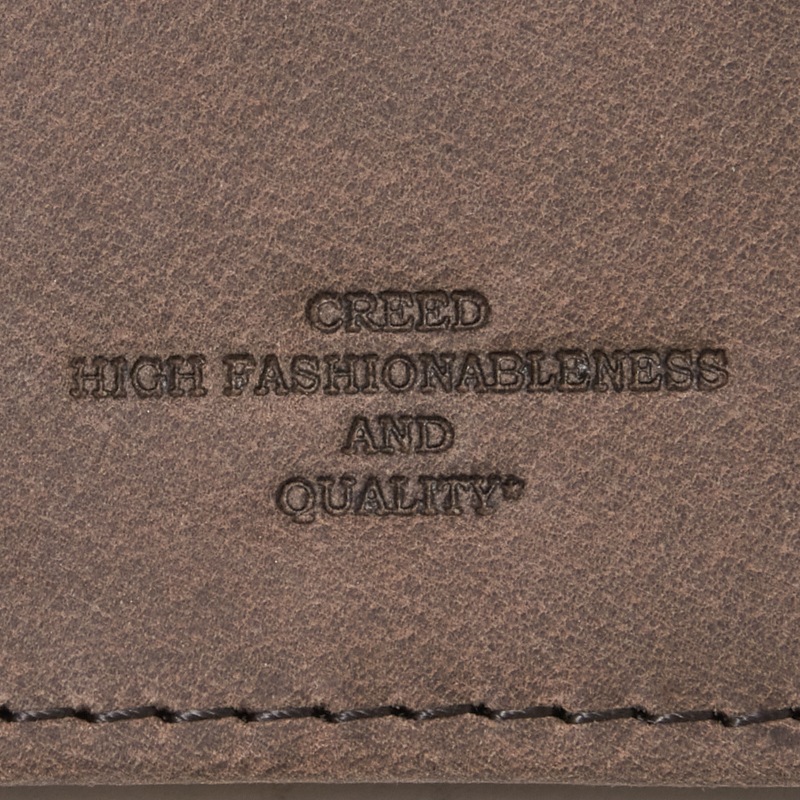 CREED
HIGH FASHIONABLENESS
AND
QUALITY*